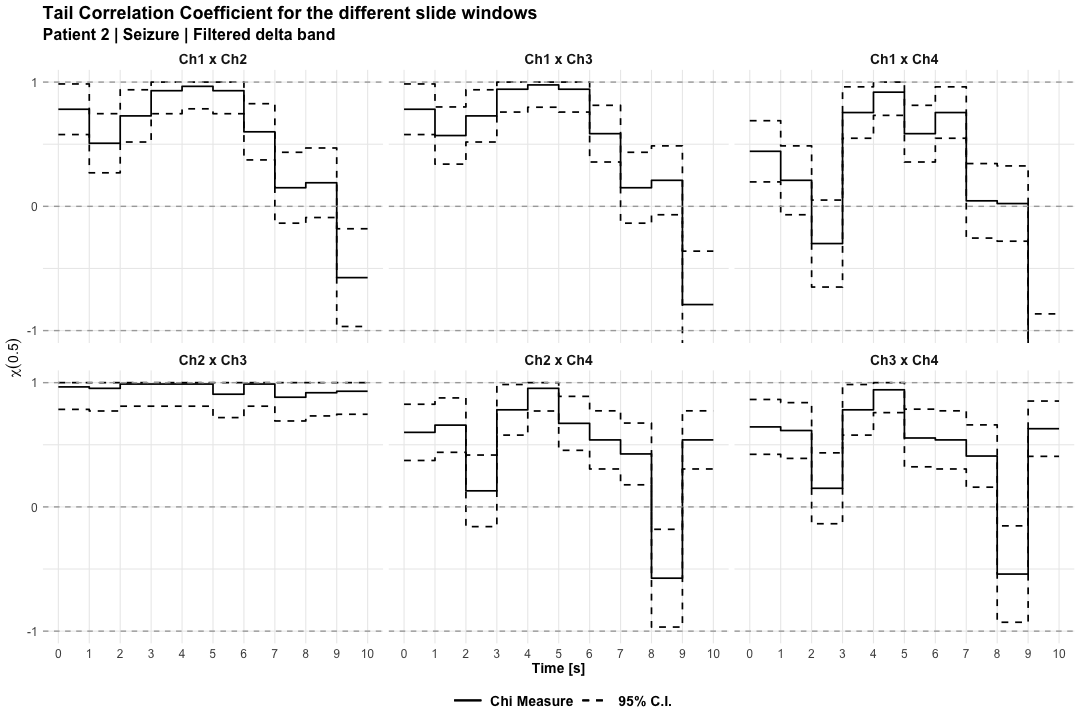 Tail Correlation Coefficient for the different slide windows
Patient 2 | Seizure | Filtered delta band
Ch1 x Ch2 Ch1 x Ch3 Ch1 x Ch4
1
0
-1
χ(0.5)
Ch2 x Ch3 Ch2 x Ch4 Ch3 x Ch4
1
0
-1
0 1 2 3 4 5 6 7 8 9 10 0 1 2 3 4 5 6 7 8 9 10 0 1 2 3 4 5 6 7 8 9 10
Time [s]
Chi Measure 95% C.I.